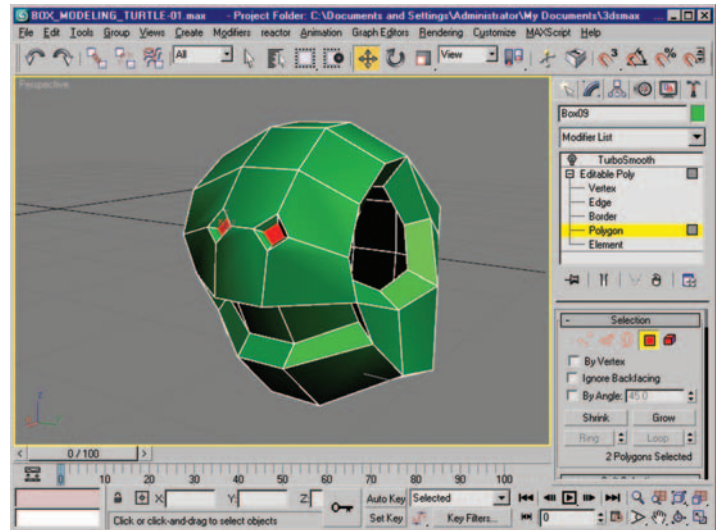 BOX_MODELING_TURTLE-01.max - Project Folder: C:\Documents and Settings\Administrator\My Documents\3dsmax
File Edit Tools Group Views Create Modifiers reactor Animation Graph Editors Rendering Customize MAXScript Help
All View
Perspective
Box09
Modifier List
TurboSmooth
Editable Poly
Vertex
Edge
Border
Polygon
Element
Selection
By Vertex
Ignore Backfacing
By Angle: 45.0
Shrink Grow
Ring Loop
2 Polygons Selected
z
0 / 100
0 10 20 30 40 50 60 70 80 90 100
X: Y: Z: Auto Key Selected
Click or click-and-drag to select objects Set Key Key Filters... 0